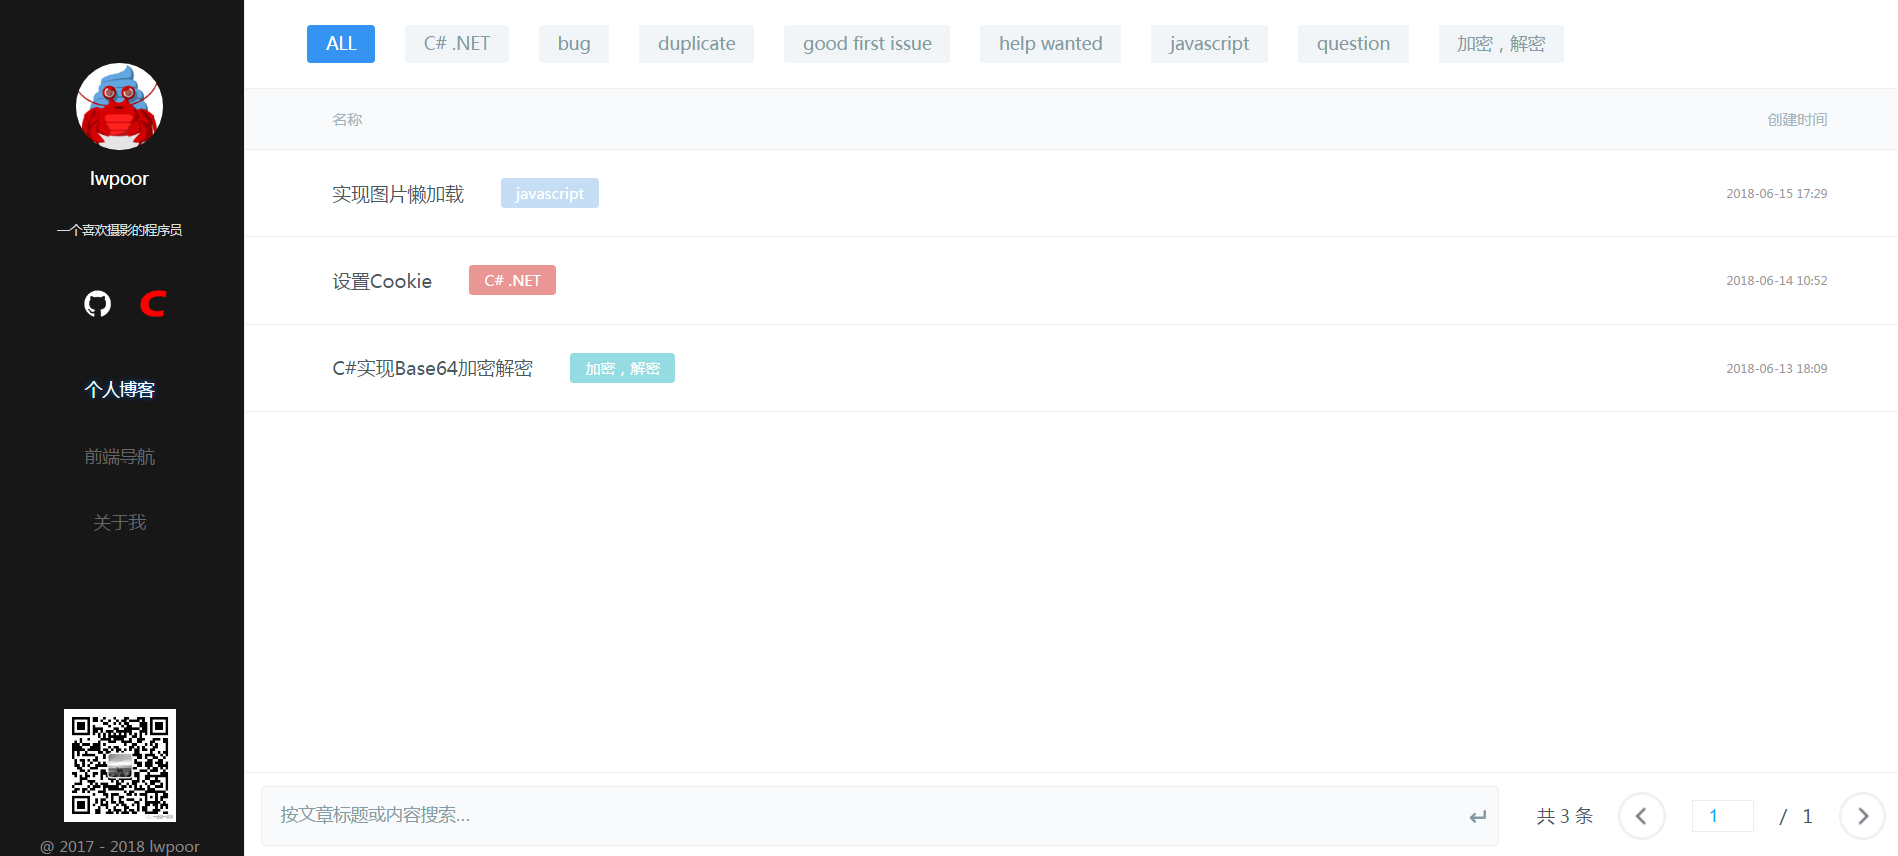 lwpoor
一个喜欢摄影的程序员
个人博客
前端导航
关于我
@ 2017 - 2018 lwpoor
ALL C# .NET bug duplicate good first issue help wanted javascript question 加密，解密
名称 创建时间
实现图片懒加载 javascript 2018-06-15 17:29
设置Cookie C# .NET 2018-06-14 10:52
C#实现Base64加密解密 加密，解密 2018-06-13 18:09
按文章标题或内容搜索... 共 3 条 1 / 1